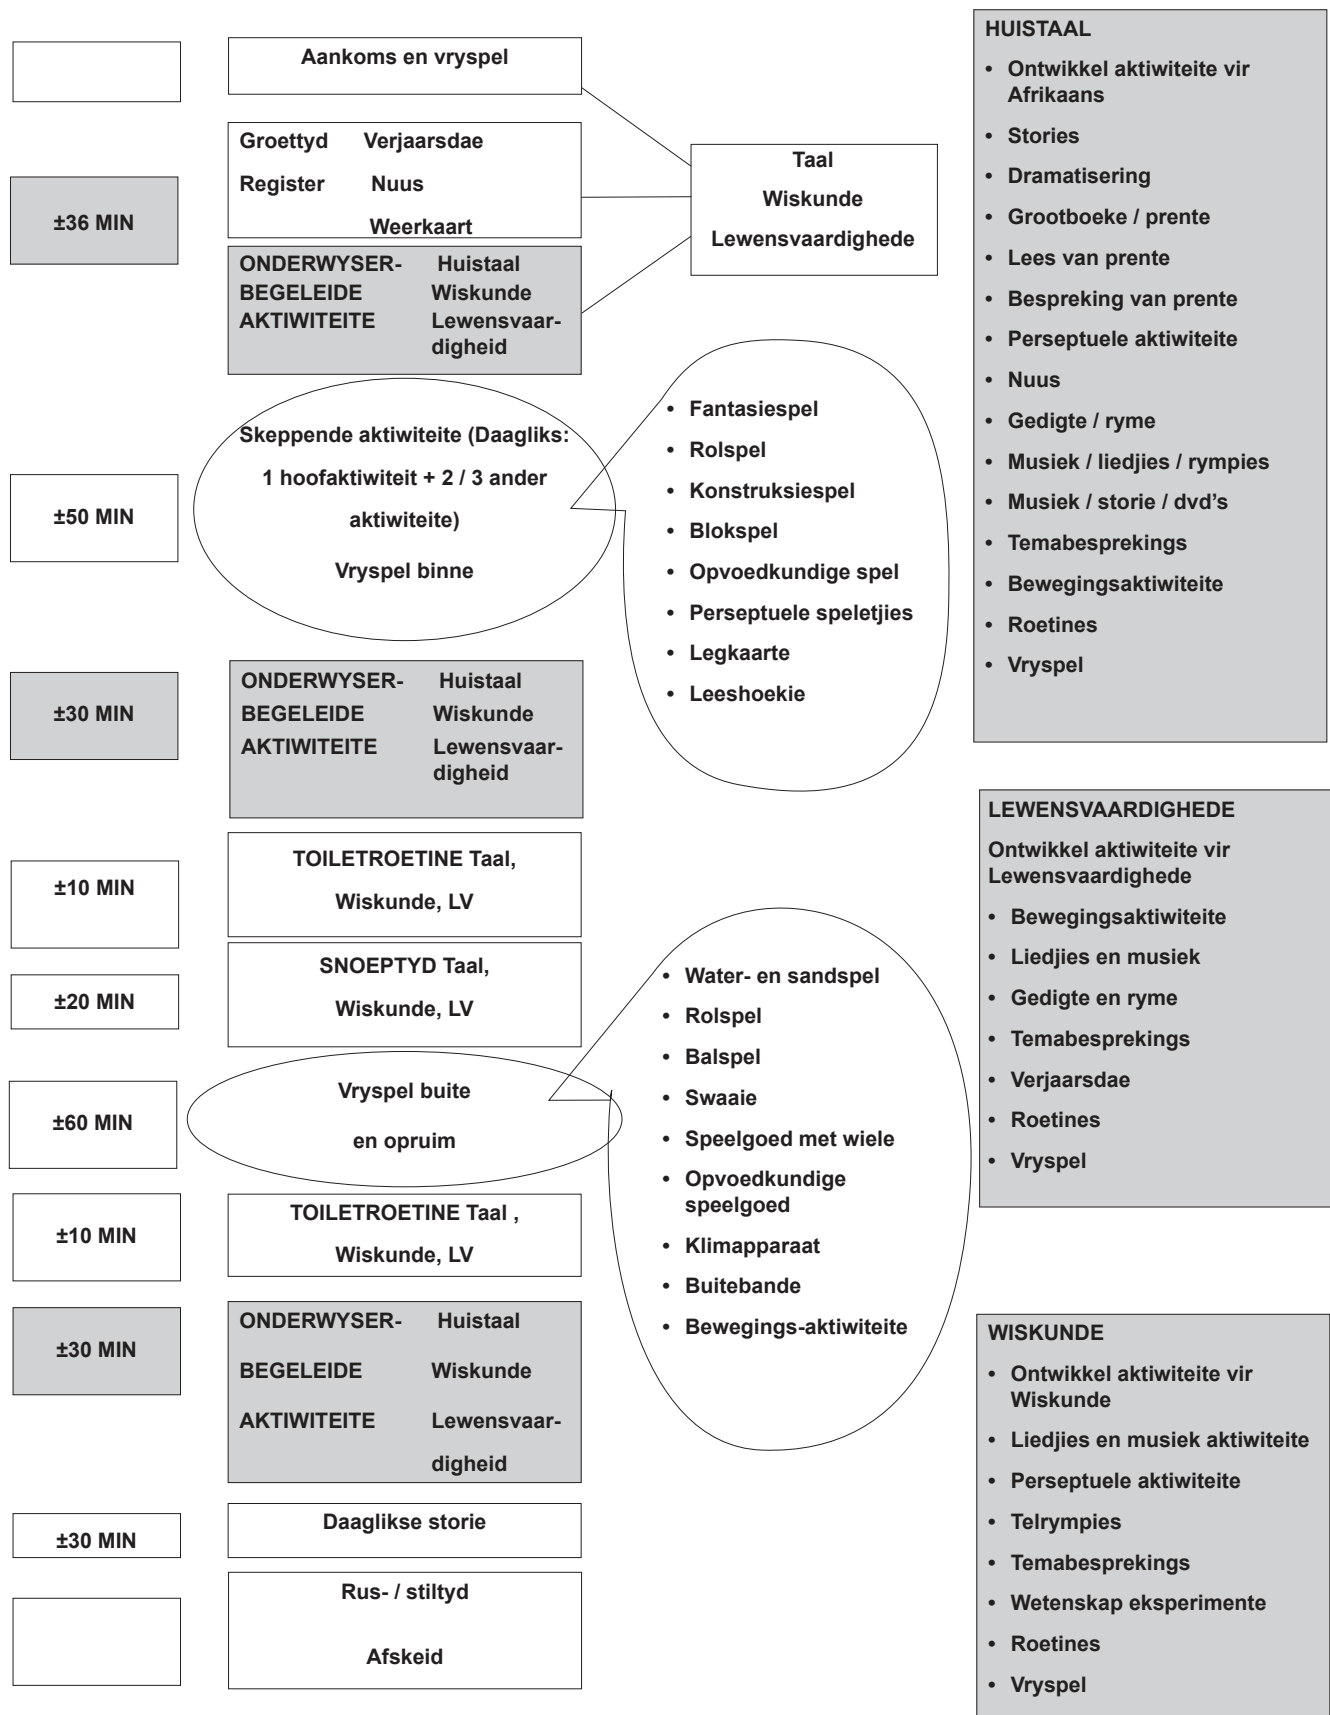 Aankoms en vryspel
±36 MIN
Groettyd Verjaarsdae
Register Nuus
Weerkaart
ONDERWYSER- Huistaal
BEGELEIDE Wiskunde
AKTIWITEITE Lewensvaar-
digheid
Taal
Wiskunde
Lewensvaardighede
±50 MIN
Skeppende aktiwiteite (Daagliks:
1 hoofaktiwiteit + 2 / 3 ander
aktiwiteite)
Vryspel binne
• Fantasiespel
• Rolspel
• Konstruksiespel
• Blokspel
• Opvoedkundige spel
• Perseptuele speletjies
• Legkaarte
• Leeshoekie
±30 MIN
ONDERWYSER- Huistaal
BEGELEIDE Wiskunde
AKTIWITEITE Lewensvaar-
digheid
±10 MIN
TOILETROETINE Taal,
Wiskunde, LV
±20 MIN
SNOEPTYD Taal,
Wiskunde, LV
±60 MIN
Vryspel buite
en opruim
• Water- en sandspel
• Rolspel
• Balspel
• Swaaie
• Speelgoed met wiele
• Opvoedkundige
speelgoed
• Klimapparaat
• Buitebande
• Bewegings-aktiwiteite
±10 MIN
TOILETROETINE Taal ,
Wiskunde, LV
±30 MIN
ONDERWYSER- Huistaal
BEGELEIDE Wiskunde
AKTIWITEITE Lewensvaar-
digheid
±30 MIN
Daaglikse storie
Rus- / stiltyd
Afskeid
HUISTAAL
• Ontwikkel aktiwiteite vir
Afrikaans
• Stories
• Dramatisering
• Grootboeke / prente
• Lees van prente
• Bespreking van prente
• Perseptuele aktiwiteite
• Nuus
• Gedigte / ryme
• Musiek / liedjies / rympies
• Musiek / storie / dvd’s
• Temabesprekings
• Bewegingsaktiwiteite
• Roetines
• Vryspel
LEWENSVAARDIGHEDE
Ontwikkel aktiwiteite vir
Lewensvaardighede
• Bewegingsaktiwiteite
• Liedjies en musiek
• Gedigte en ryme
• Temabesprekings
• Verjaarsdae
• Roetines
• Vryspel
WISKUNDE
• Ontwikkel aktiwiteite vir
Wiskunde
• Liedjies en musiek aktiwiteite
• Perseptuele aktiwiteite
• Telrympies
• Temabesprekings
• Wetenskap eksperimente
• Roetines
• Vryspel